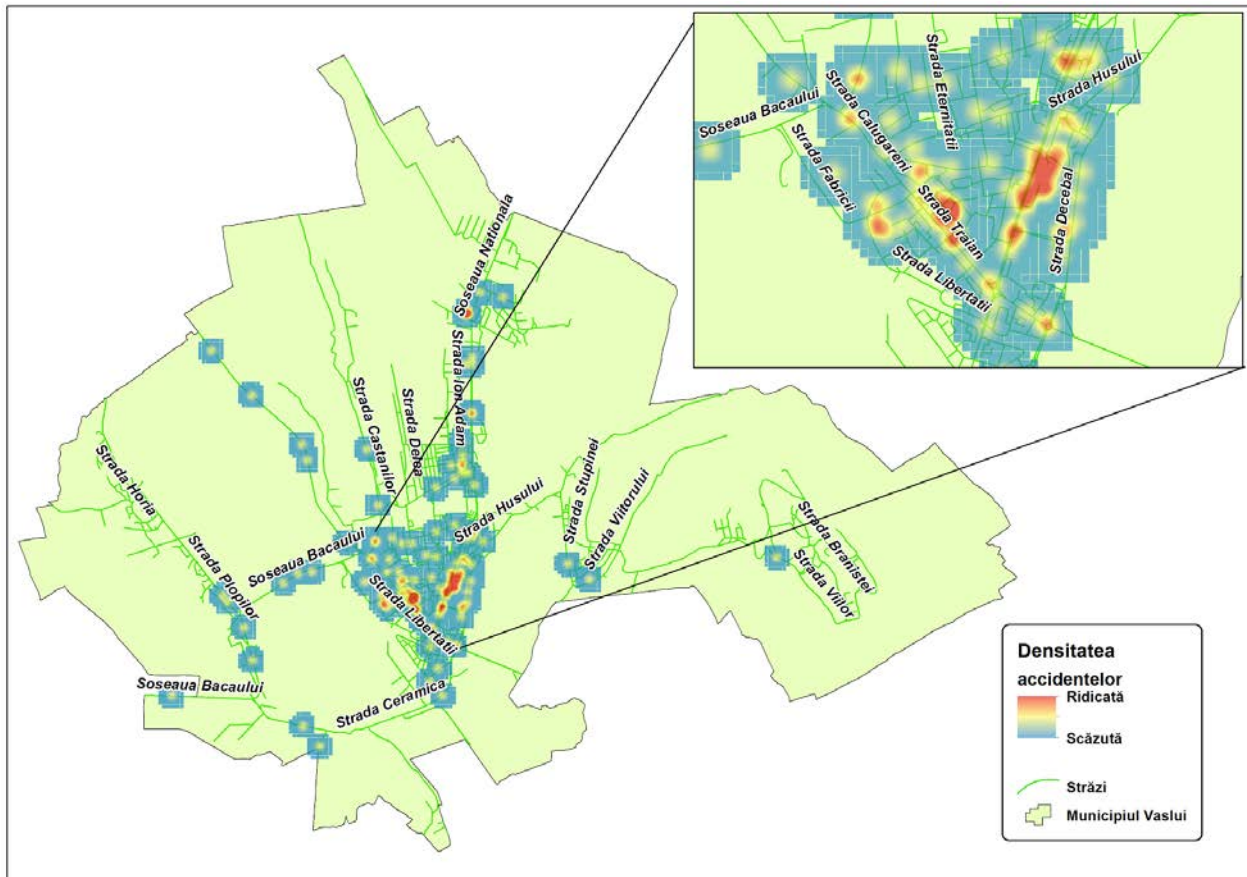 Strada Eternitatii
Strada Husului
Soseaua Bacaului
Strada Calugareni
Strada Fabricii
Strada Traian
Strada Decebal
Strada Libertatii
Soseaua Nationala
Strada Ion Adam
Strada Castanilor
Strada Delea
Strada Horia
Strada Plopilor
Soseaua Bacaului
Strada Husului
Strada Stupinei
Strada Viitorului
Strada Branistei
Strada Viilor
Strada Libertatii
Soseaua Bacaului
Strada Ceramica
Densitatea
accidentelor
Ridicată
Scăzută
Străzi
Municipiul Vaslui